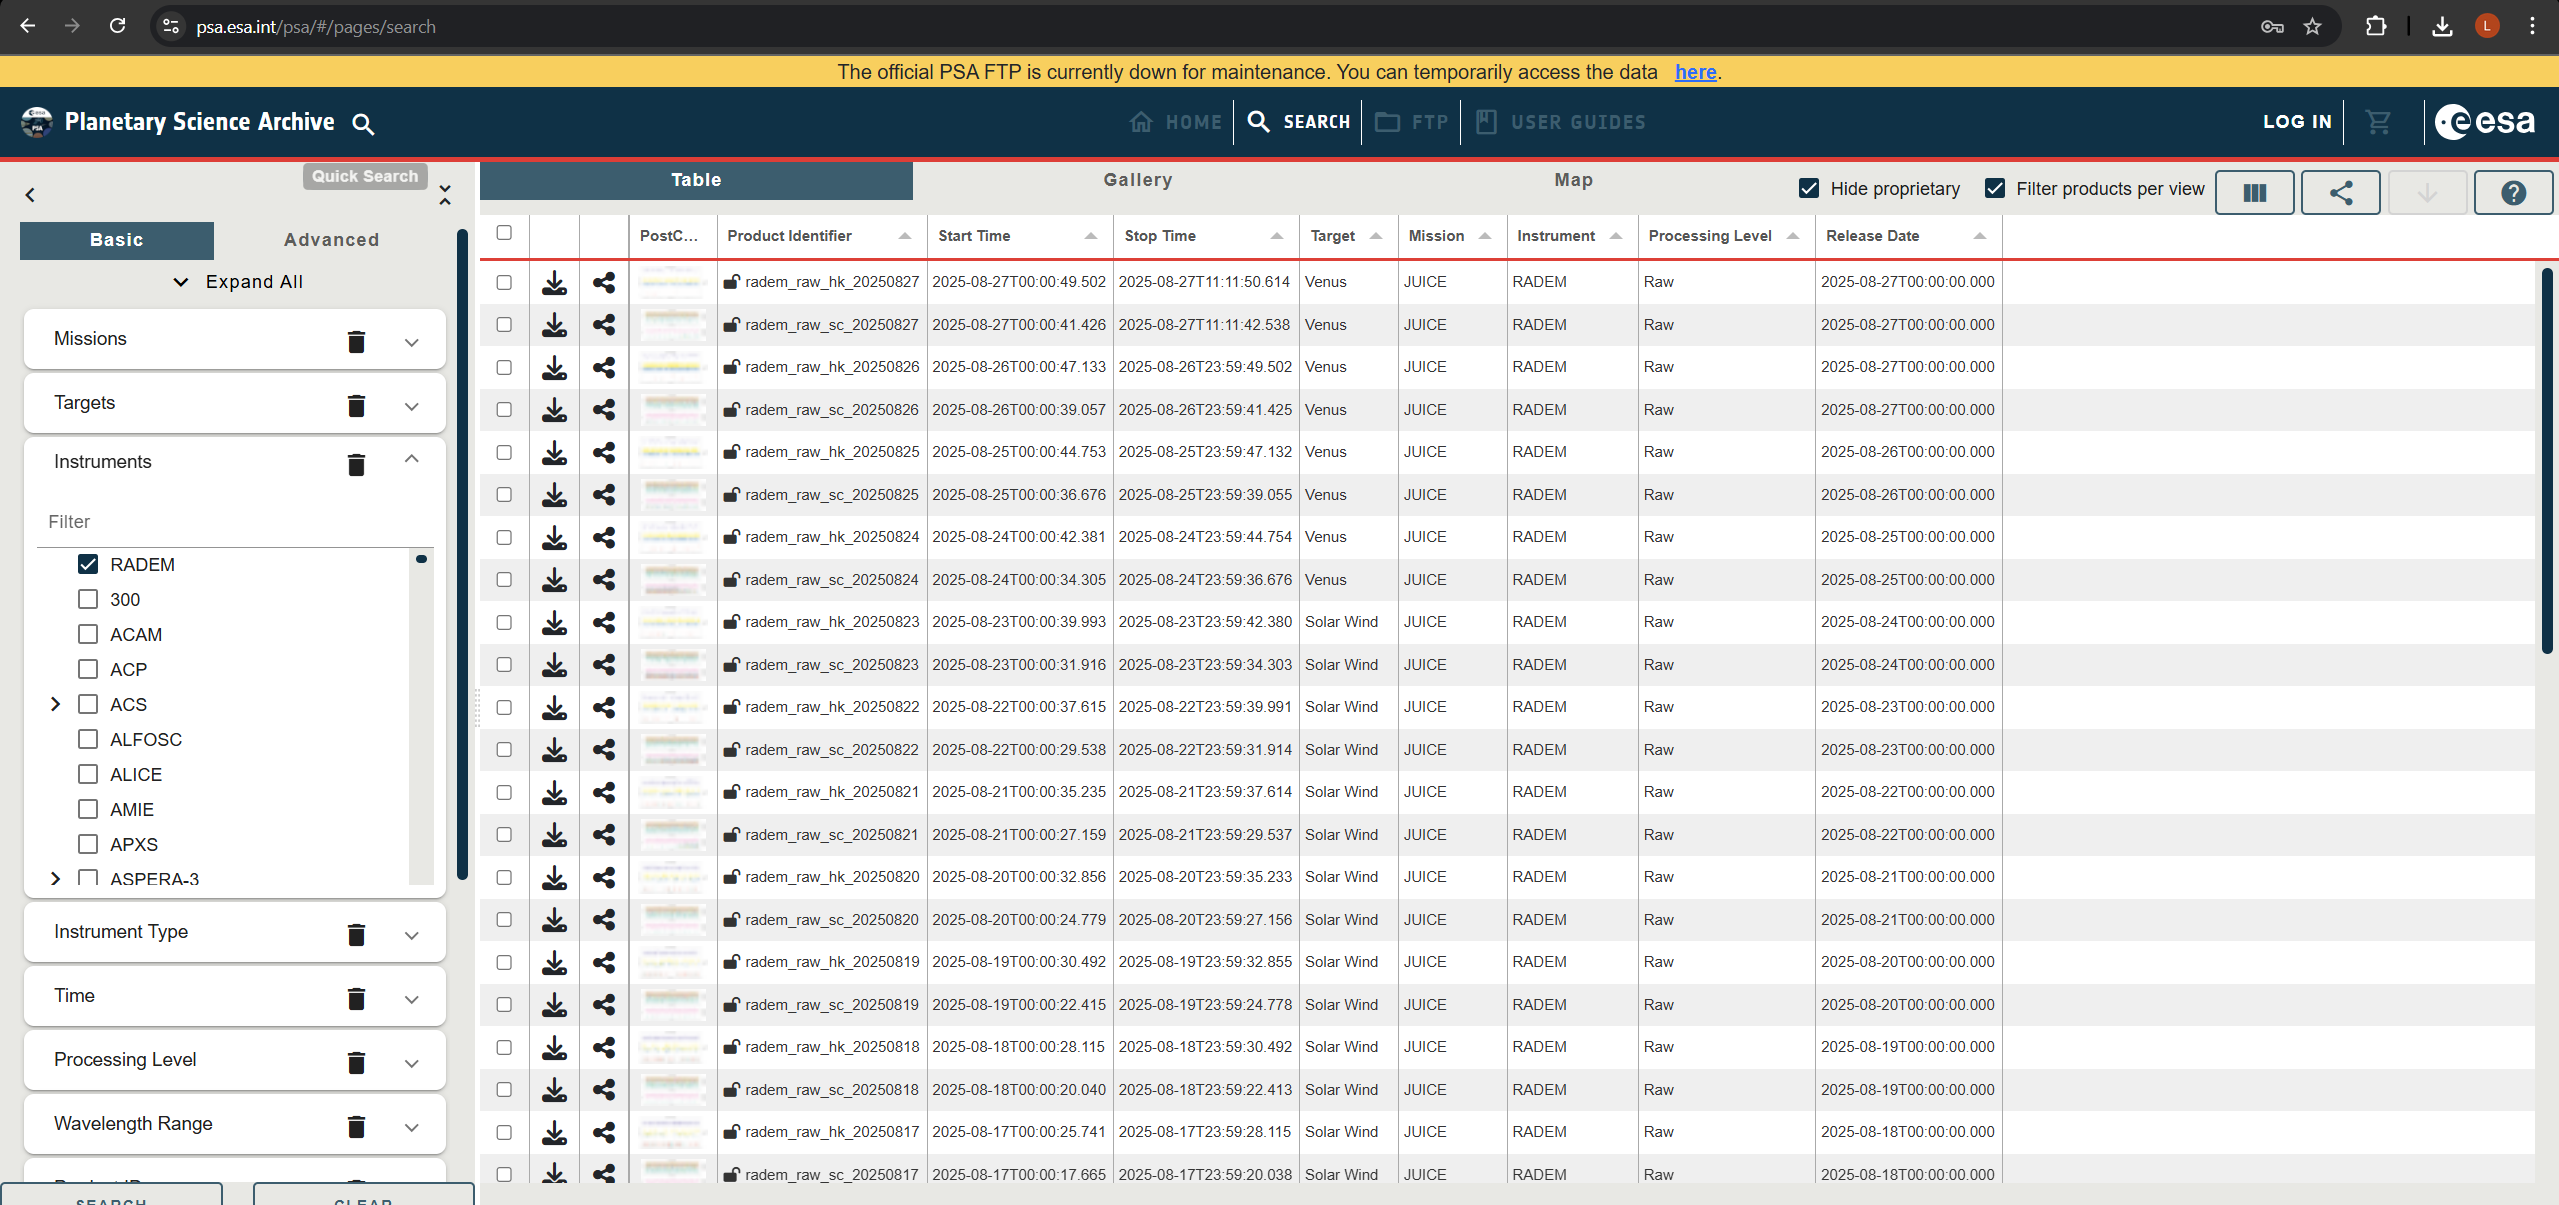 psa.esa.int/psa/#/pages/search
L
The official PSA FTP is currently down for maintenance. You can temporarily access the data here.
Planetary Science Archive
HOME SEARCH FTP USER GUIDES
LOG IN
esa
Quick Search
Basic Advanced
Expand All
Missions
Targets
Instruments
Filter
RADEM
300
ACAM
ACP
ACS
ALFOSC
ALICE
AMIE
APXS
ASPERA-3
Instrument Type
Time
Processing Level
Wavelength Range
SEARCH CLEAR
Table Gallery Map
Hide proprietary Filter products per view
PostC... Product Identifier Start Time Stop Time Target Mission Instrument Processing Level Release Date
radem_raw_hk_20250827 2025-08-27T00:00:49.502 2025-08-27T11:11:50.614 Venus JUICE RADEM Raw 2025-08-27T00:00:00.000
radem_raw_sc_20250827 2025-08-27T00:00:41.426 2025-08-27T11:11:42.538 Venus JUICE RADEM Raw 2025-08-27T00:00:00.000
radem_raw_hk_20250826 2025-08-26T00:00:47.133 2025-08-26T23:59:49.502 Venus JUICE RADEM Raw 2025-08-27T00:00:00.000
radem_raw_sc_20250826 2025-08-26T00:00:39.057 2025-08-26T23:59:41.425 Venus JUICE RADEM Raw 2025-08-27T00:00:00.000
radem_raw_hk_20250825 2025-08-25T00:00:44.753 2025-08-25T23:59:47.132 Venus JUICE RADEM Raw 2025-08-26T00:00:00.000
radem_raw_sc_20250825 2025-08-25T00:00:36.676 2025-08-25T23:59:39.055 Venus JUICE RADEM Raw 2025-08-26T00:00:00.000
radem_raw_hk_20250824 2025-08-24T00:00:42.381 2025-08-24T23:59:44.754 Venus JUICE RADEM Raw 2025-08-25T00:00:00.000
radem_raw_sc_20250824 2025-08-24T00:00:34.305 2025-08-24T23:59:36.676 Venus JUICE RADEM Raw 2025-08-25T00:00:00.000
radem_raw_hk_20250823 2025-08-23T00:00:39.993 2025-08-23T23:59:42.380 Solar Wind JUICE RADEM Raw 2025-08-24T00:00:00.000
radem_raw_sc_20250823 2025-08-23T00:00:31.916 2025-08-23T23:59:34.303 Solar Wind JUICE RADEM Raw 2025-08-24T00:00:00.000
radem_raw_hk_20250822 2025-08-22T00:00:37.615 2025-08-22T23:59:39.991 Solar Wind JUICE RADEM Raw 2025-08-23T00:00:00.000
radem_raw_sc_20250822 2025-08-22T00:00:29.538 2025-08-22T23:59:31.914 Solar Wind JUICE RADEM Raw 2025-08-23T00:00:00.000
radem_raw_hk_20250821 2025-08-21T00:00:35.235 2025-08-21T23:59:37.614 Solar Wind JUICE RADEM Raw 2025-08-22T00:00:00.000
radem_raw_sc_20250821 2025-08-21T00:00:27.159 2025-08-21T23:59:29.537 Solar Wind JUICE RADEM Raw 2025-08-22T00:00:00.000
radem_raw_hk_20250820 2025-08-20T00:00:32.856 2025-08-20T23:59:35.233 Solar Wind JUICE RADEM Raw 2025-08-21T00:00:00.000
radem_raw_sc_20250820 2025-08-20T00:00:24.779 2025-08-20T23:59:27.156 Solar Wind JUICE RADEM Raw 2025-08-21T00:00:00.000
radem_raw_hk_20250819 2025-08-19T00:00:30.492 2025-08-19T23:59:32.855 Solar Wind JUICE RADEM Raw 2025-08-20T00:00:00.000
radem_raw_sc_20250819 2025-08-19T00:00:22.415 2025-08-19T23:59:24.778 Solar Wind JUICE RADEM Raw 2025-08-20T00:00:00.000
radem_raw_hk_20250818 2025-08-18T00:00:28.115 2025-08-18T23:59:30.492 Solar Wind JUICE RADEM Raw 2025-08-19T00:00:00.000
radem_raw_sc_20250818 2025-08-18T00:00:20.040 2025-08-18T23:59:22.413 Solar Wind JUICE RADEM Raw 2025-08-19T00:00:00.000
radem_raw_hk_20250817 2025-08-17T00:00:25.741 2025-08-17T23:59:28.115 Solar Wind JUICE RADEM Raw 2025-08-18T00:00:00.000
radem_raw_sc_20250817 2025-08-17T00:00:17.665 2025-08-17T23:59:20.038 Solar Wind JUICE RADEM Raw 2025-08-18T00:00:00.000